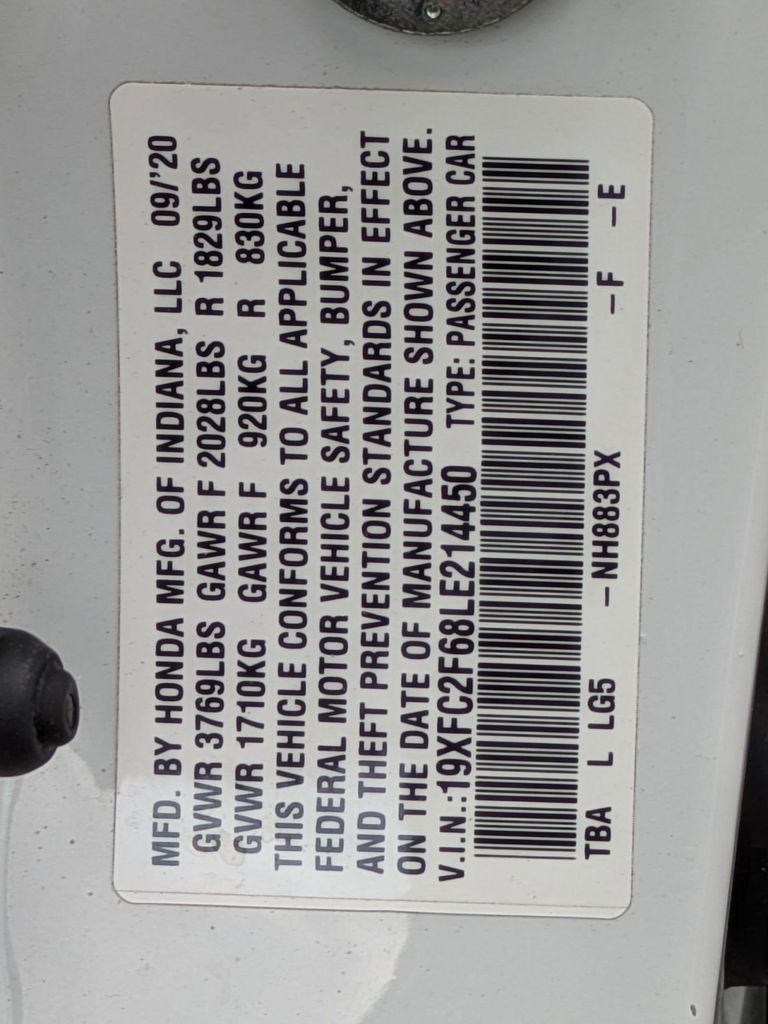 MFD. BY HONDA MFG. OF INDIANA, LLC 09/'20
GVWR 3769LBS GAWR F 2028LBS R 1829LBS
GVWR 1710KG GAWR F 920KG R 830KG
THIS VEHICLE CONFORMS TO ALL APPLICABLE
FEDERAL MOTOR VEHICLE SAFETY, BUMPER,
AND THEFT PREVENTION STANDARDS IN EFFECT
ON THE DATE OF MANUFACTURE SHOWN ABOVE.
V.I.N.:19XFC2F68LE214450 TYPE: PASSENGER CAR
TBA L LG5 -NH883PX -F -E